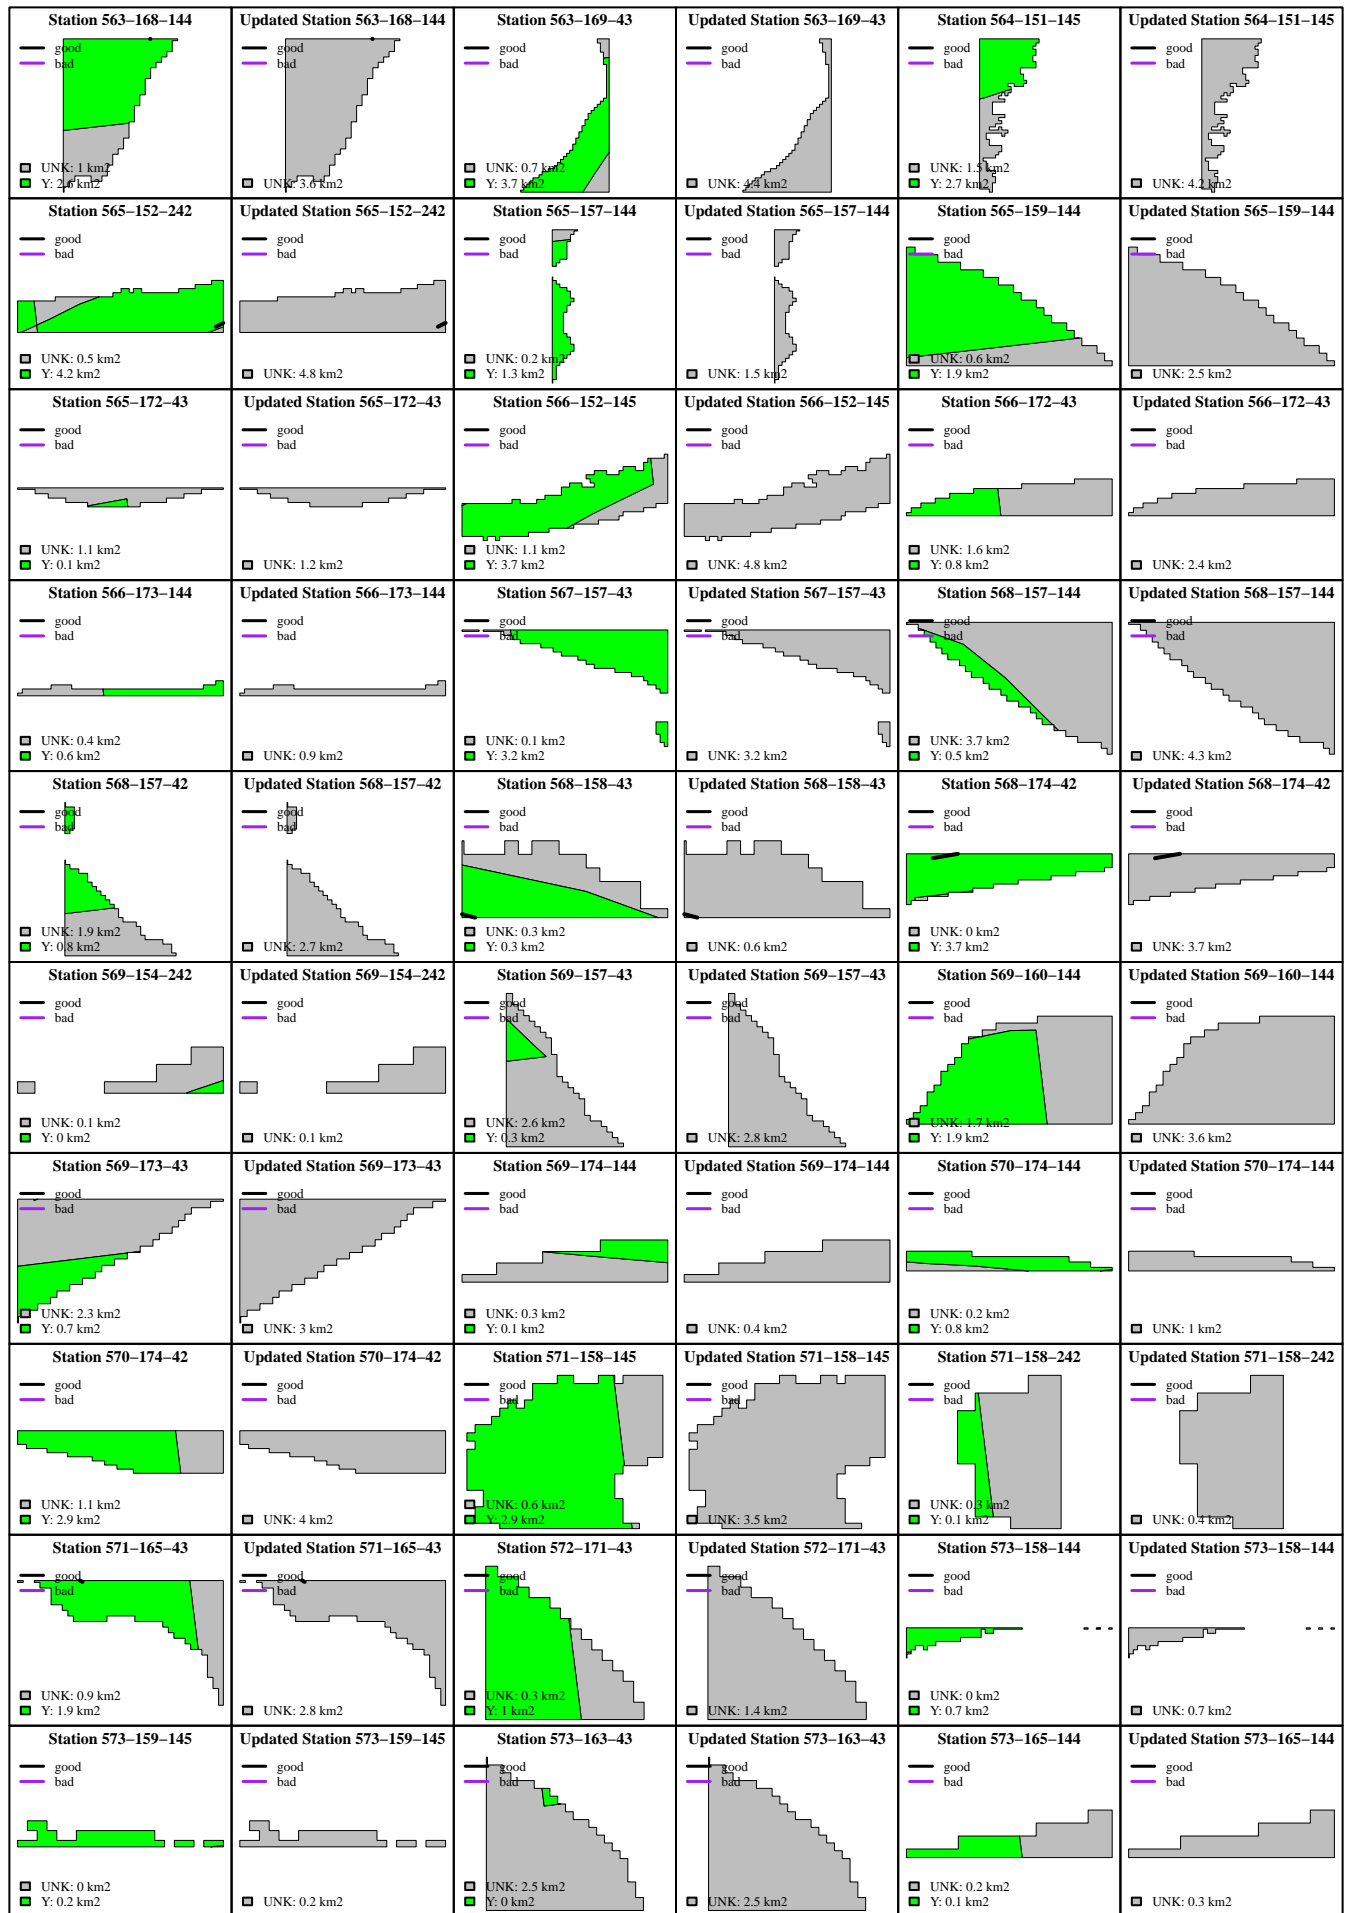 Station 563–168–144
good
bad
UNK: 1 km2
Y: 2.6 km2
Updated Station 563–168–144
good
bad
UNK: 3.6 km2
Station 563–169–43
good
bad
UNK: 0.7 km2
Y: 3.7 km2
Updated Station 563–169–43
good
bad
UNK: 4.4 km2
Station 564–151–145
good
bad
UNK: 1.5 km2
Y: 2.7 km2
Updated Station 564–151–145
good
bad
UNK: 4.2 km2
Station 565–152–242
good
bad
UNK: 0.5 km2
Y: 4.2 km2
Updated Station 565–152–242
good
bad
UNK: 4.8 km2
Station 565–157–144
good
bad
UNK: 0.2 km2
Y: 1.3 km2
Updated Station 565–157–144
good
bad
UNK: 1.5 km2
Station 565–159–144
good
bad
UNK: 0.6 km2
Y: 1.9 km2
Updated Station 565–159–144
good
bad
UNK: 2.5 km2
Station 565–172–43
good
bad
UNK: 1.1 km2
Y: 0.1 km2
Updated Station 565–172–43
good
bad
UNK: 1.2 km2
Station 566–152–145
good
bad
UNK: 1.1 km2
Y: 3.7 km2
Updated Station 566–152–145
good
bad
UNK: 4.8 km2
Station 566–172–43
good
bad
UNK: 1.6 km2
Y: 0.8 km2
Updated Station 566–172–43
good
bad
UNK: 2.4 km2
Station 566–173–144
good
bad
UNK: 0.4 km2
Y: 0.6 km2
Updated Station 566–173–144
good
bad
UNK: 0.9 km2
Station 567–157–43
good
bad
UNK: 0.1 km2
Y: 3.2 km2
Updated Station 567–157–43
good
bad
UNK: 3.2 km2
Station 568–157–144
good
bad
UNK: 3.7 km2
Y: 0.5 km2
Updated Station 568–157–144
good
bad
UNK: 4.3 km2
Station 568–157–42
good
bad
UNK: 1.9 km2
Y: 0.8 km2
Updated Station 568–157–42
good
bad
UNK: 2.7 km2
Station 568–158–43
good
bad
UNK: 0.3 km2
Y: 0.3 km2
Updated Station 568–158–43
good
bad
UNK: 0.6 km2
Station 568–174–42
good
bad
UNK: 0 km2
Y: 3.7 km2
Updated Station 568–174–42
good
bad
UNK: 3.7 km2
Station 569–154–242
good
bad
UNK: 0.1 km2
Y: 0 km2
Updated Station 569–154–242
good
bad
UNK: 0.1 km2
Station 569–157–43
good
bad
UNK: 2.6 km2
Y: 0.3 km2
Updated Station 569–157–43
good
bad
UNK: 2.8 km2
Station 569–160–144
good
bad
UNK: 1.7 km2
Y: 1.9 km2
Updated Station 569–160–144
good
bad
UNK: 3.6 km2
Station 569–173–43
good
bad
UNK: 2.3 km2
Y: 0.7 km2
Updated Station 569–173–43
good
bad
UNK: 3 km2
Station 569–174–144
good
bad
UNK: 0.3 km2
Y: 0.1 km2
Updated Station 569–174–144
good
bad
UNK: 0.4 km2
Station 570–174–144
good
bad
UNK: 0.2 km2
Y: 0.8 km2
Updated Station 570–174–144
good
bad
UNK: 1 km2
Station 570–174–42
good
bad
UNK: 1.1 km2
Y: 2.9 km2
Updated Station 570–174–42
good
bad
UNK: 4 km2
Station 571–158–145
good
bad
UNK: 0.6 km2
Y: 2.9 km2
Updated Station 571–158–145
good
bad
UNK: 3.5 km2
Station 571–158–242
good
bad
UNK: 0.3 km2
Y: 0.1 km2
Updated Station 571–158–242
good
bad
UNK: 0.4 km2
Station 571–165–43
good
bad
UNK: 0.9 km2
Y: 1.9 km2
Updated Station 571–165–43
good
bad
UNK: 2.8 km2
Station 572–171–43
good
bad
UNK: 0.3 km2
Y: 1 km2
Updated Station 572–171–43
good
bad
UNK: 1.4 km2
Station 573–158–144
good
bad
UNK: 0 km2
Y: 0.7 km2
Updated Station 573–158–144
good
bad
UNK: 0.7 km2
Station 573–159–145
good
bad
UNK: 0 km2
Y: 0.2 km2
Updated Station 573–159–145
good
bad
UNK: 0.2 km2
Station 573–163–43
good
bad
UNK: 2.5 km2
Y: 0 km2
Updated Station 573–163–43
good
bad
UNK: 2.5 km2
Station 573–165–144
good
bad
UNK: 0.2 km2
Y: 0.1 km2
Updated Station 573–165–144
good
bad
UNK: 0.3 km2